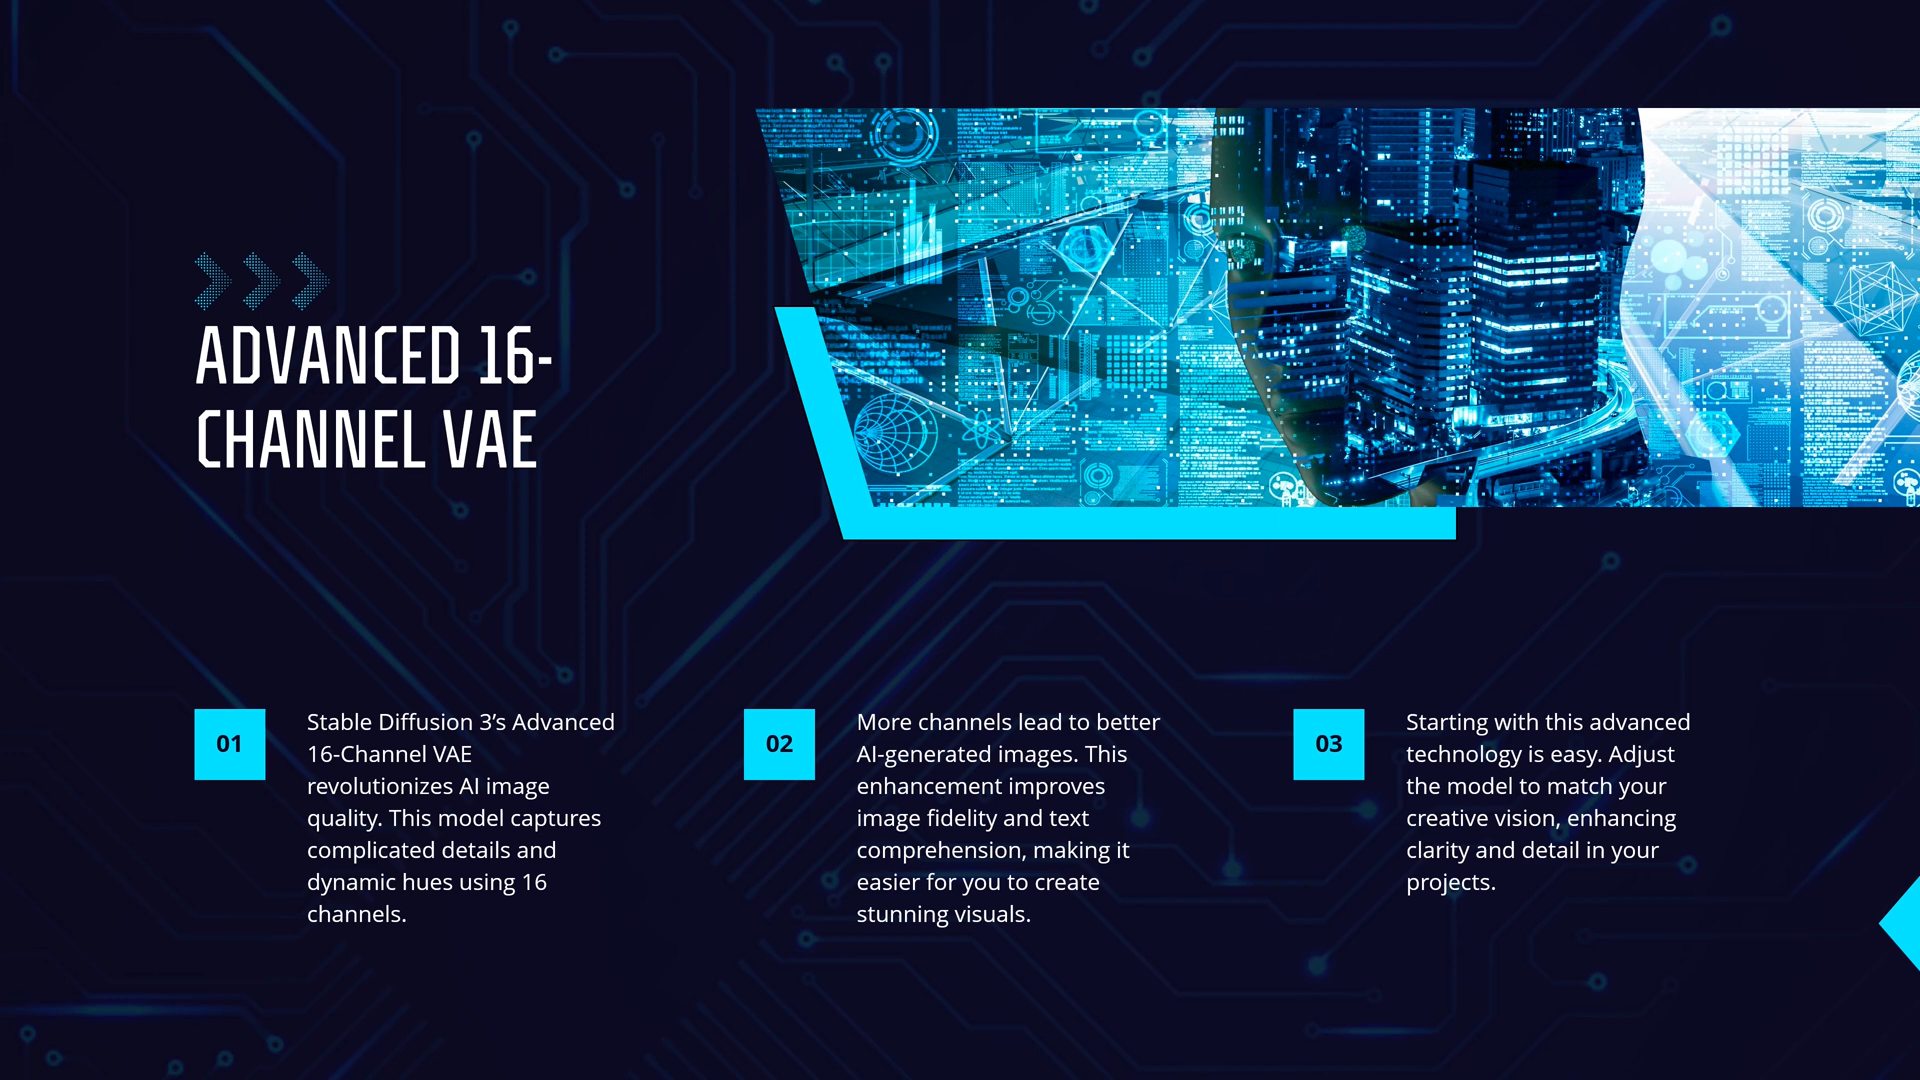 ADVANCED 16-
CHANNEL VAE
01
Stable Diffusion 3’s Advanced
16-Channel VAE
revolutionizes AI image
quality. This model captures
complicated details and
dynamic hues using 16
channels.
02
More channels lead to better
AI-generated images. This
enhancement improves
image fidelity and text
comprehension, making it
easier for you to create
stunning visuals.
03
Starting with this advanced
technology is easy. Adjust
the model to match your
creative vision, enhancing
clarity and detail in your
projects.